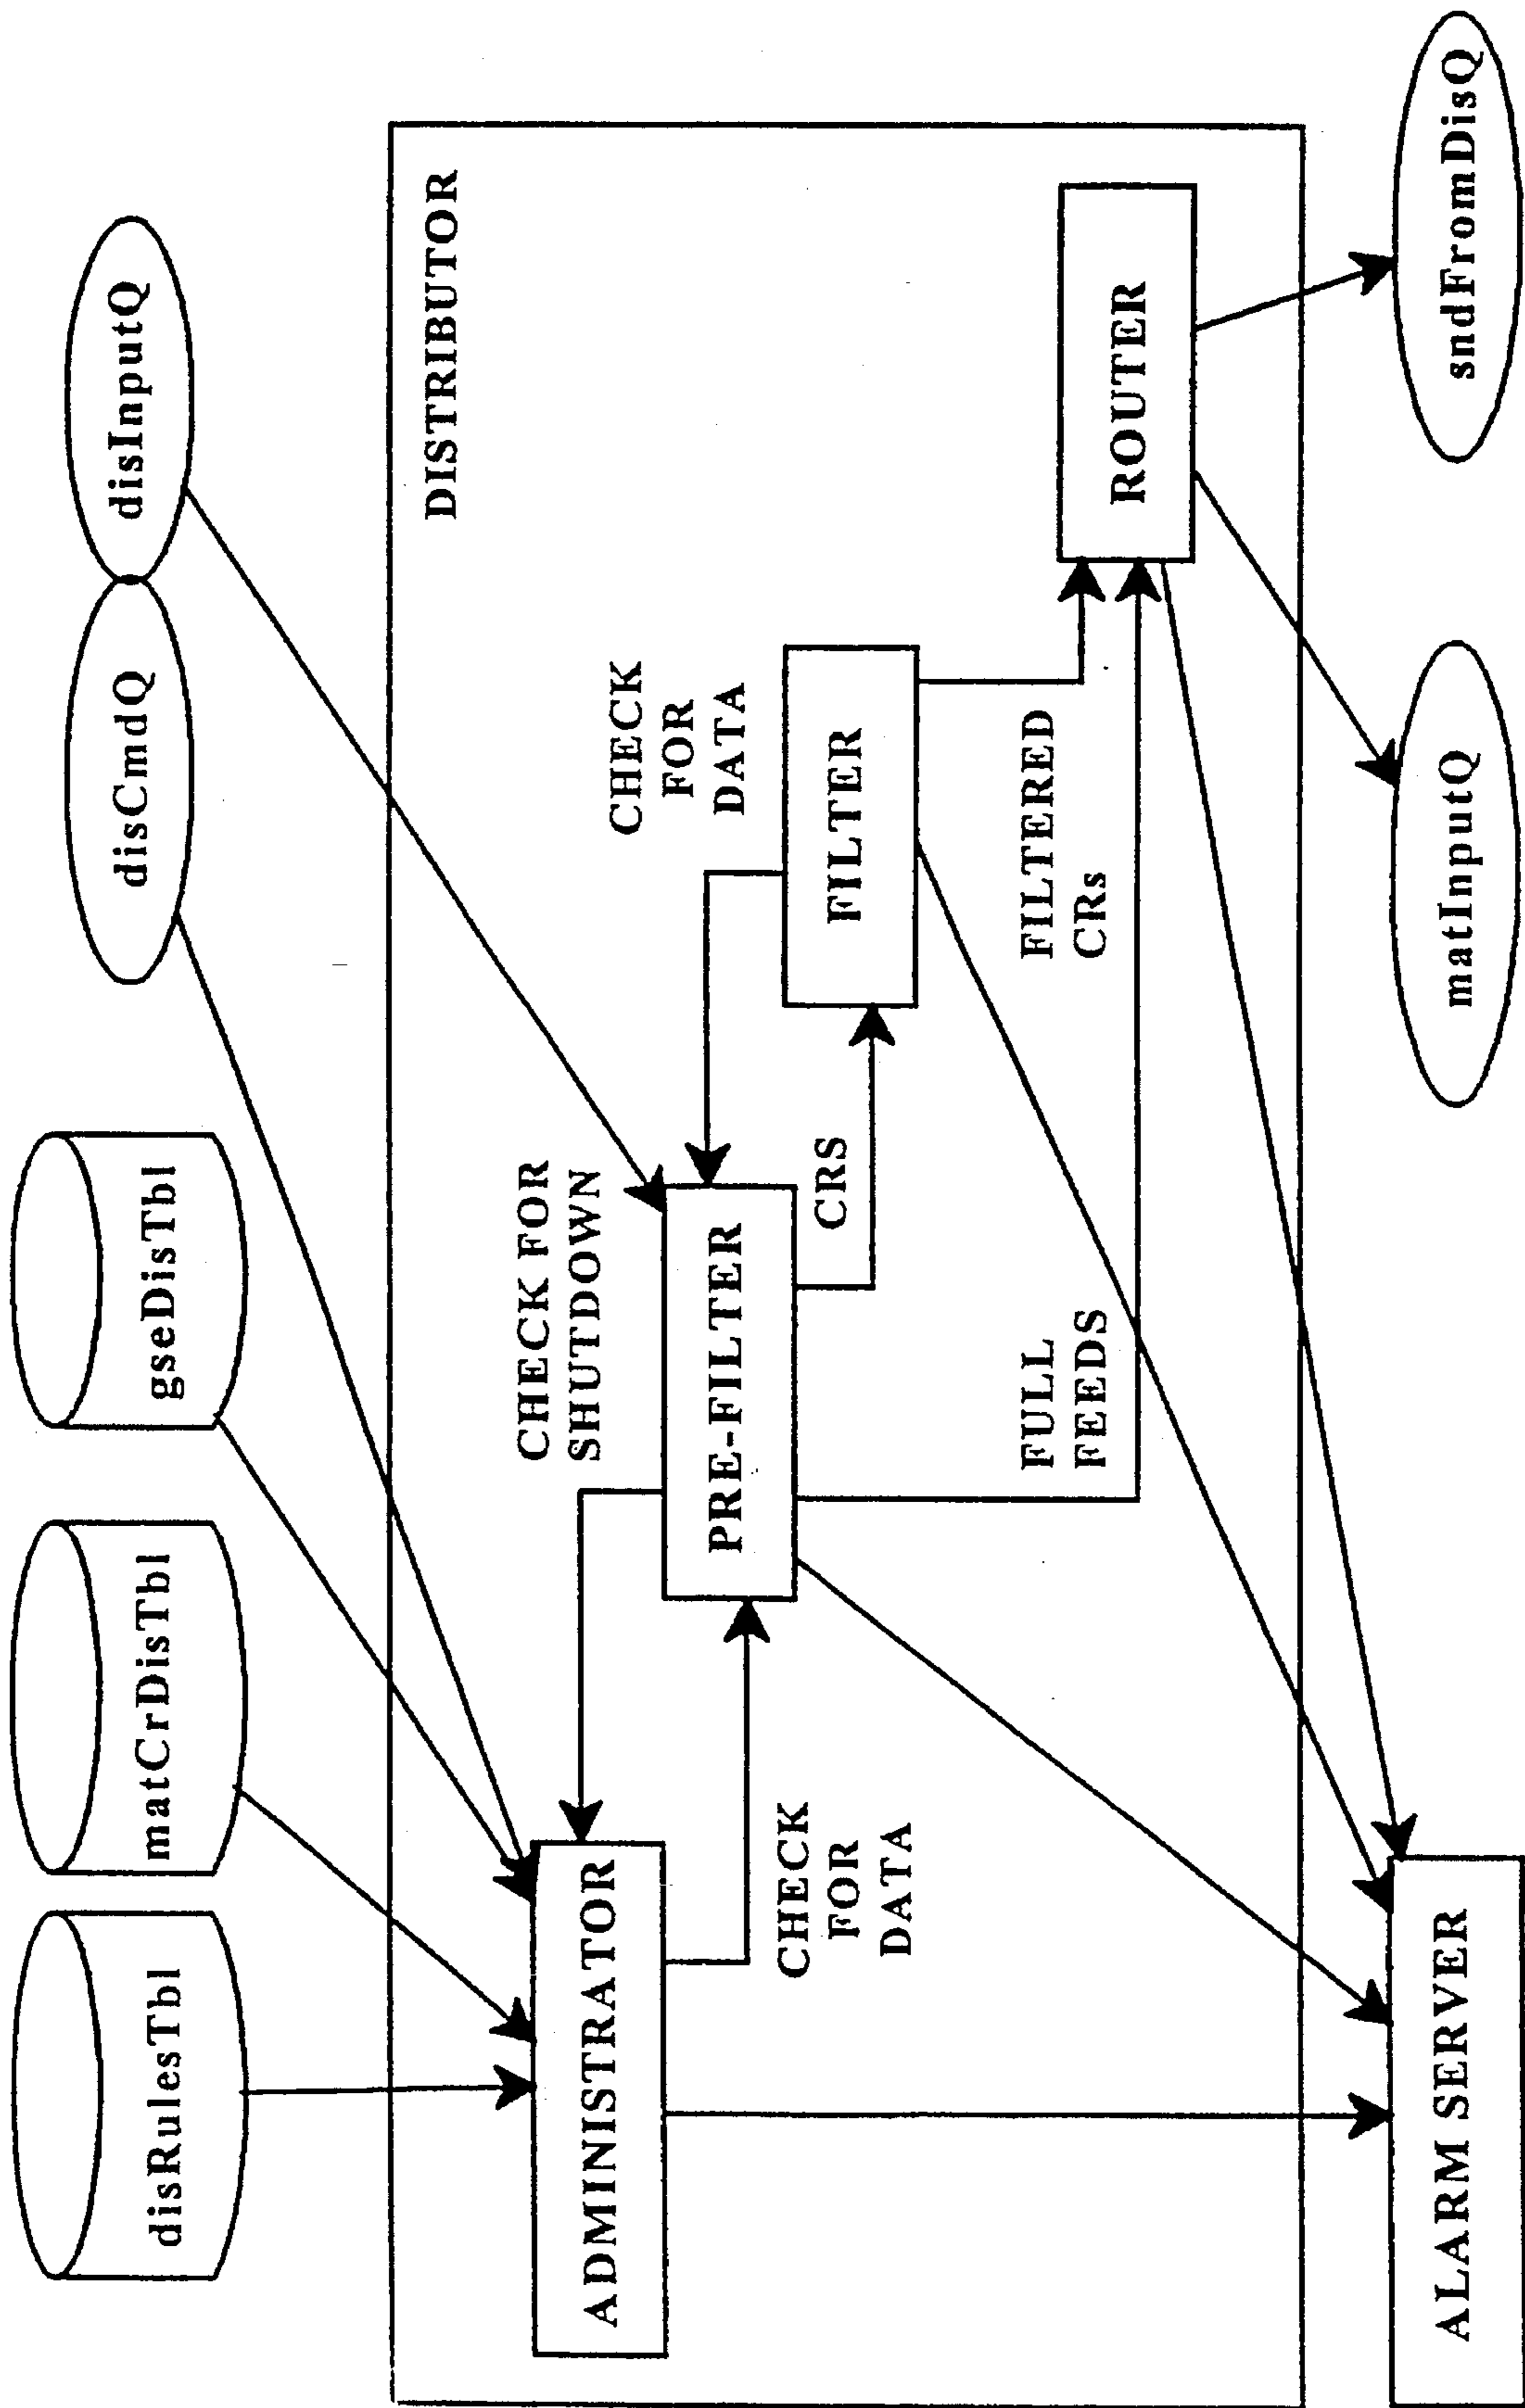 disRulesTbl
matCrDisTbl
gseDisTbl
disCmdQ
disInputQ
DISTRIBUTOR
ADMINISTRATOR
CHECK FOR
SHUTDOWN
PRE-FILTER
CHECK
FOR
DATA
CHECK
FOR
DATA
FILTER
CRS
FULL
FEEDS
FILTERED
CRs
ROUTER
ALARM SERVER
matInputQ
sndFromDisQ